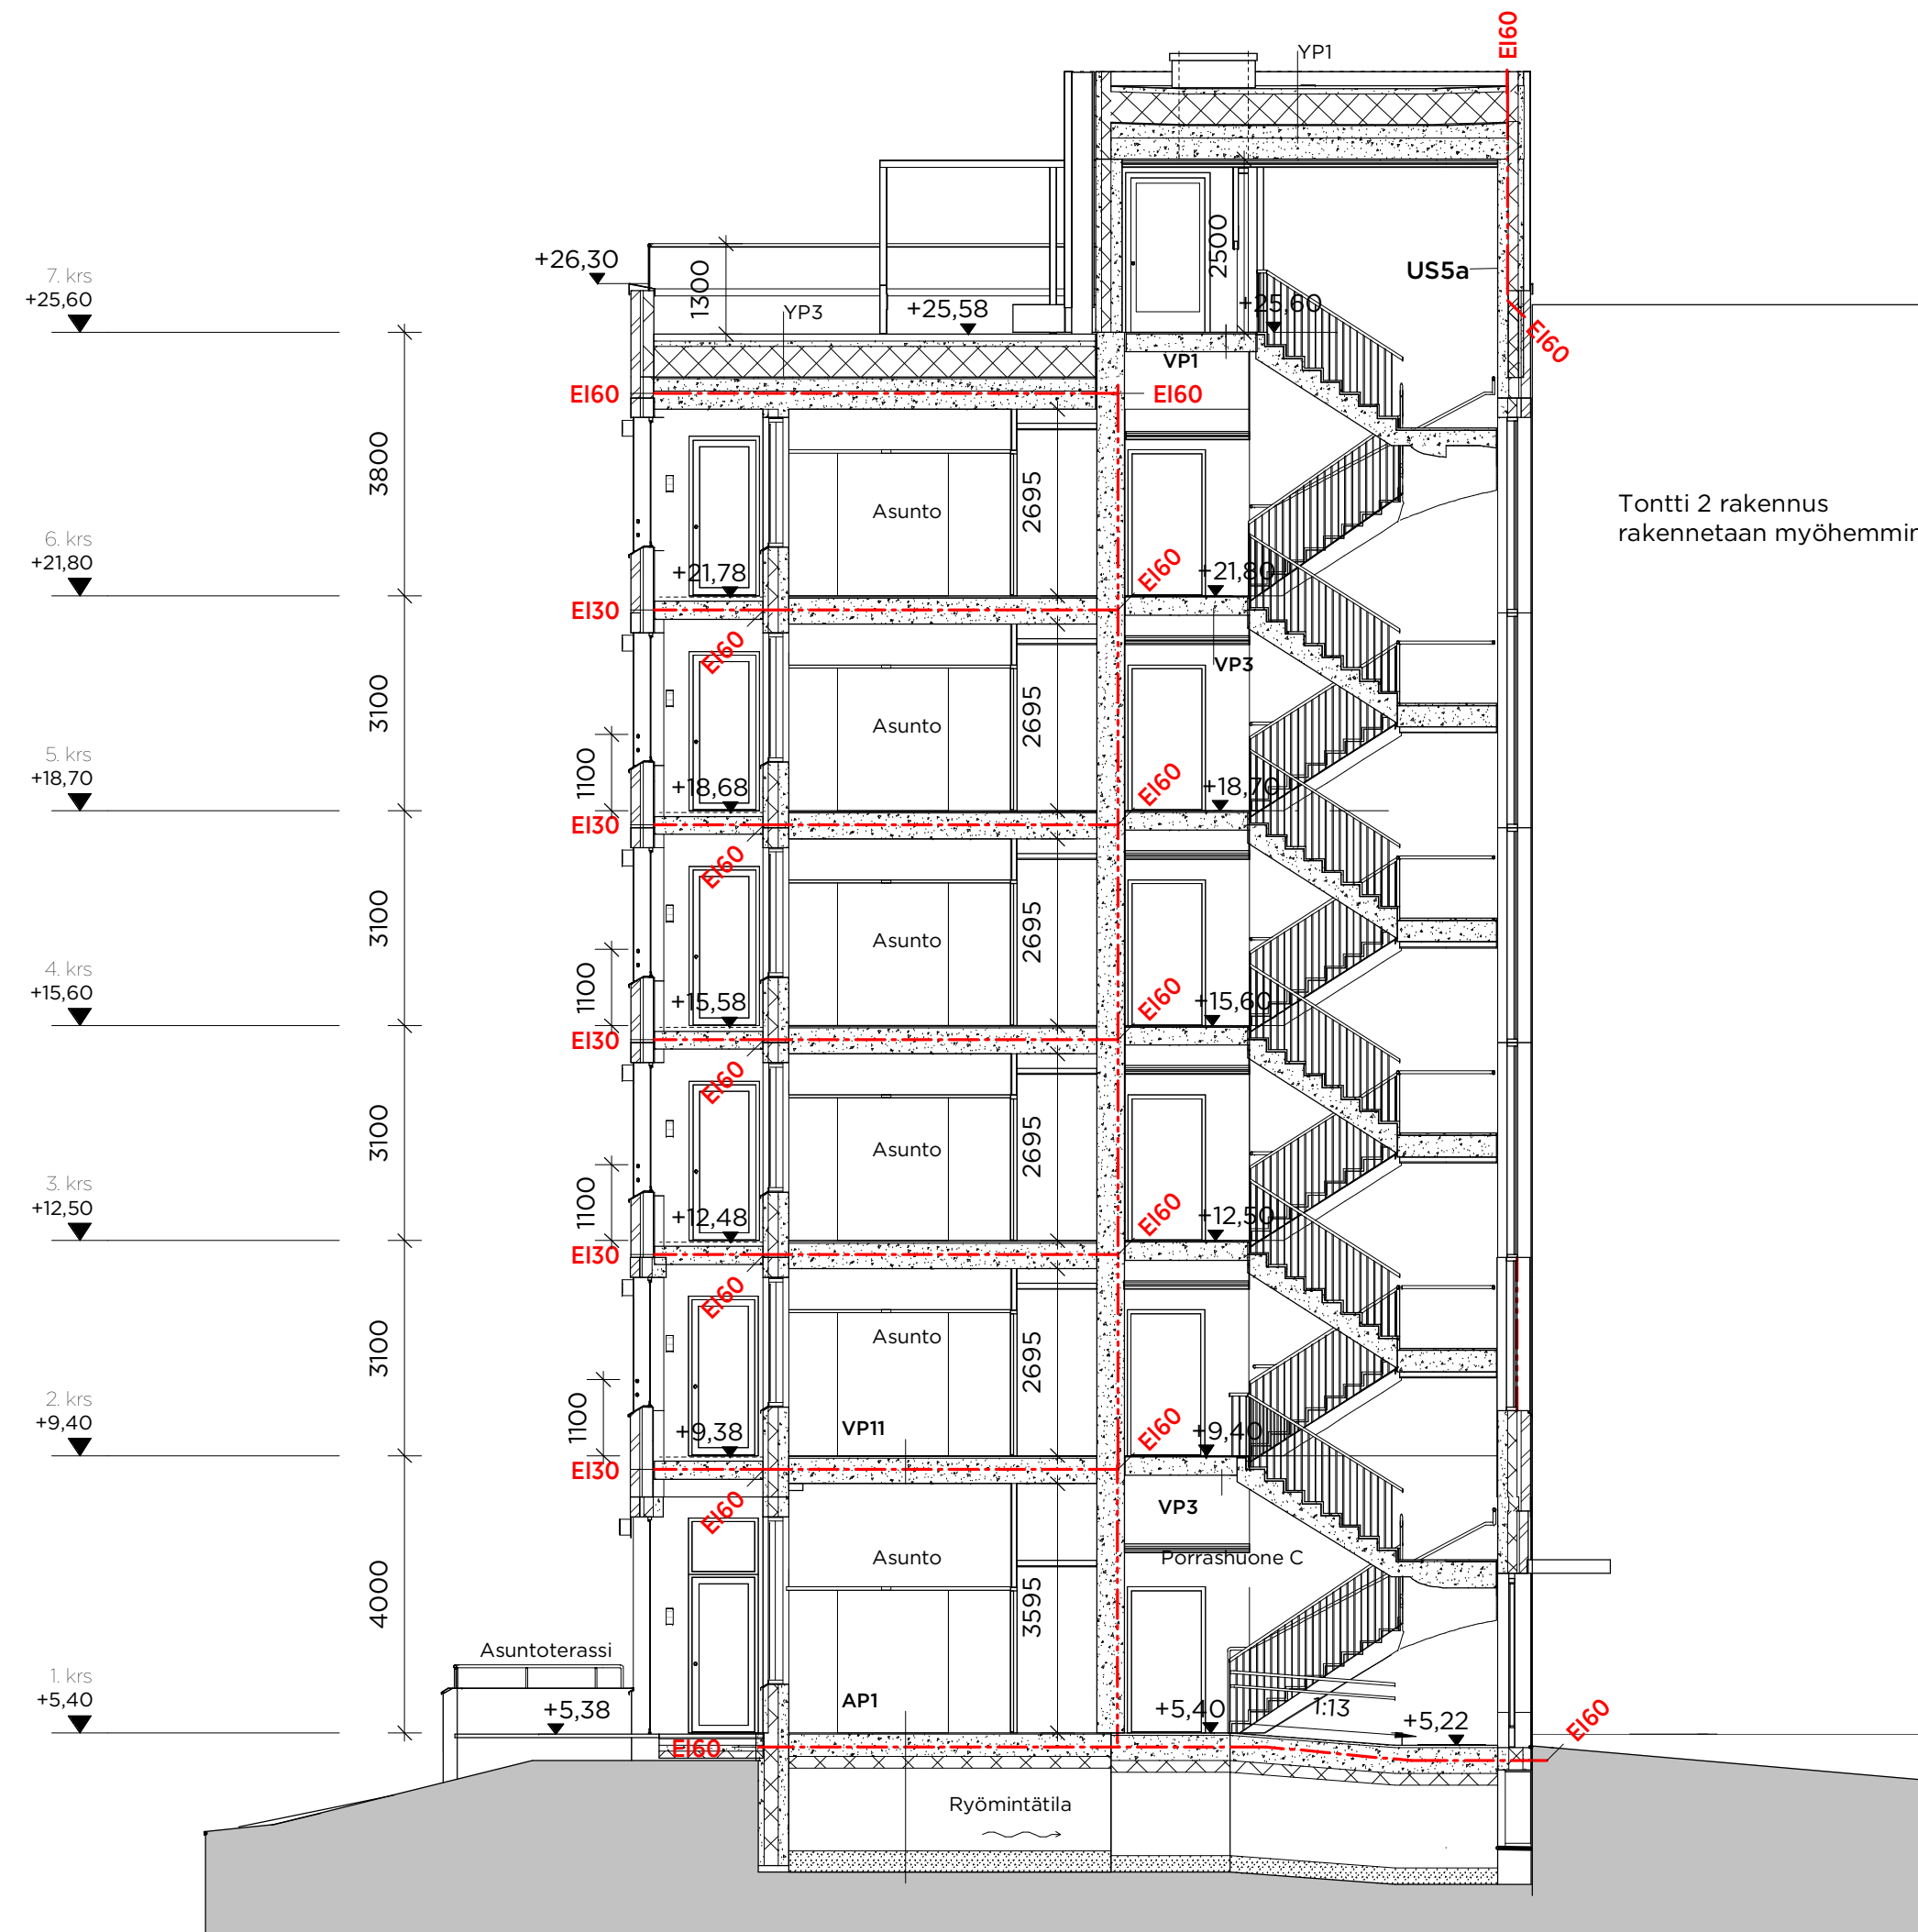 EI60
YP1
2500
US5a
+26,30
1300
7. krs
+25,60
YP3
+25,58
+25,60
EI60
VP1
EI60
EI60
3800
Asunto
2695
Tontti 2 rakennus
rakennetaan myöhemmin
6. krs
+21,80
+21,78
EI60
+21,80
EI30
EI60
VP3
3100
Asunto
2695
5. krs
+18,70
1100
+18,68
EI60
+18,70
EI30
EI60
3100
Asunto
2695
4. krs
+15,60
1100
+15,58
EI60
+15,60
EI30
EI60
3100
Asunto
2695
3. krs
+12,50
1100
+12,48
EI60
+12,50
EI30
EI60
3100
Asunto
2695
2. krs
+9,40
1100
+9,38
VP11
EI60
+9,40
EI30
EI60
VP3
Asunto
Porrashuone C
4000
3595
Asuntoterassi
1. krs
+5,40
+5,38
AP1
+5,40
1:13
+5,22
EI60
EI60
Ryömintätila